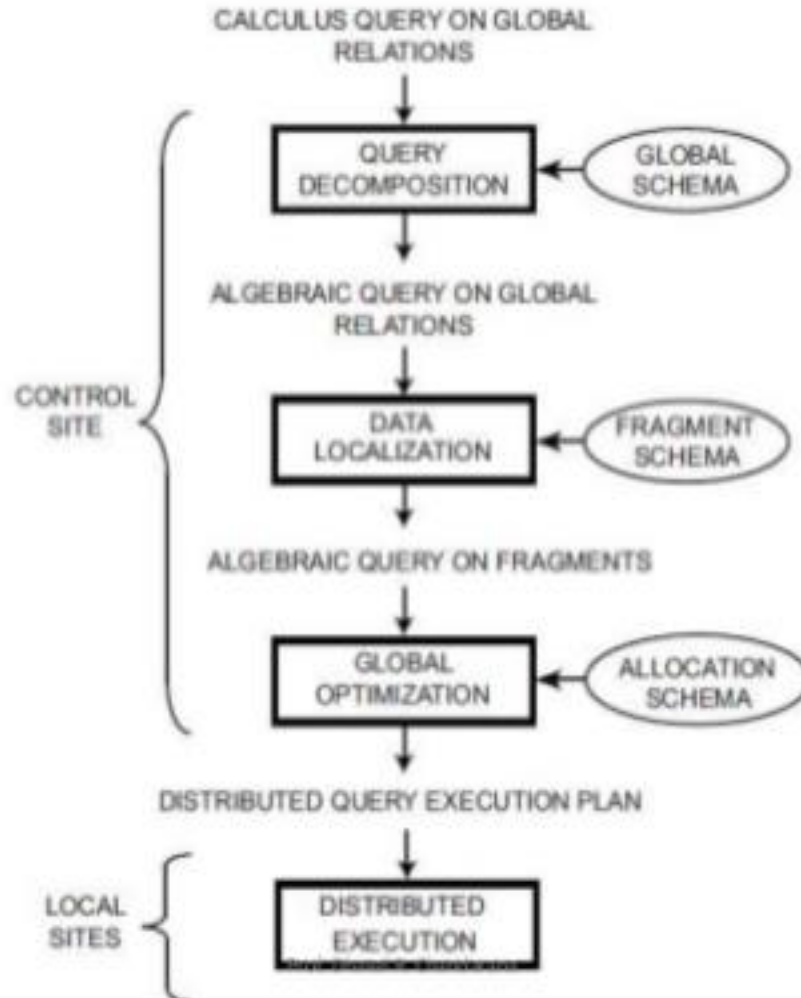 CALCULUS QUERY ON GLOBAL
RELATIONS
QUERY
DECOMPOSITION
GLOBAL
SCHEMA
ALGEBRAIC QUERY ON GLOBAL
RELATIONS
CONTROL
SITE
DATA
LOCALIZATION
FRAGMENT
SCHEMA
ALGEBRAIC QUERY ON FRAGMENTS
GLOBAL
OPTIMIZATION
ALLOCATION
SCHEMA
DISTRIBUTED QUERY EXECUTION PLAN
LOCAL
SITES
DISTRIBUTED
EXECUTION